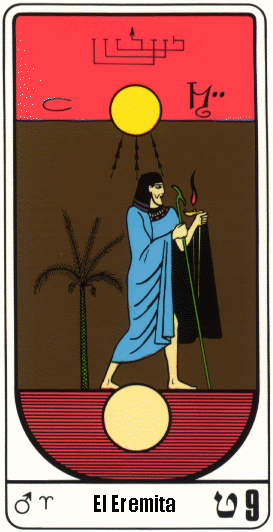 ♂ ♈ El Eremita ט 9